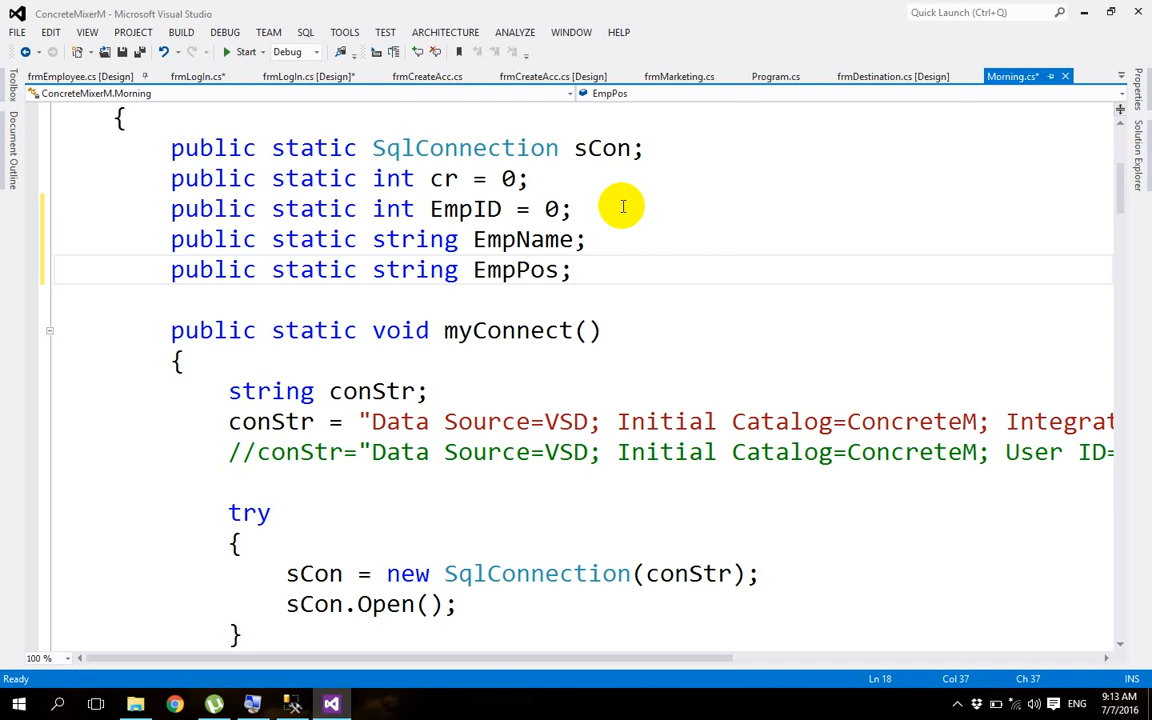 ConcreteMixerM - Microsoft Visual Studio
Quick Launch (Ctrl+Q)
FILE EDIT VIEW PROJECT BUILD DEBUG TEAM SQL TOOLS TEST ARCHITECTURE ANALYZE WINDOW HELP
Start Debug
frmEmployee.cs [Design] frmLogIn.cs* frmLogIn.cs [Design]* frmCreateAcc.cs frmCreateAcc.cs [Design] frmMarketing.cs Program.cs frmDestination.cs [Design] Morning.cs*
ConcreteMixerM.Morning EmpPos
Toolbox
Document Outline
Properties
Solution Explorer
{
public static SqlConnection sCon;
public static int cr = 0;
public static int EmpID = 0;
public static string EmpName;
public static string EmpPos;
public static void myConnect()
{
string conStr;
conStr = "Data Source=VSD; Initial Catalog=ConcreteM; Integrat
//conStr="Data Source=VSD; Initial Catalog=ConcreteM; User ID=
try
{
sCon = new SqlConnection(conStr);
sCon.Open();
}
100 %
Ready Ln 18 Col 37 Ch 37 INS
ENG
9:13 AM
7/7/2016